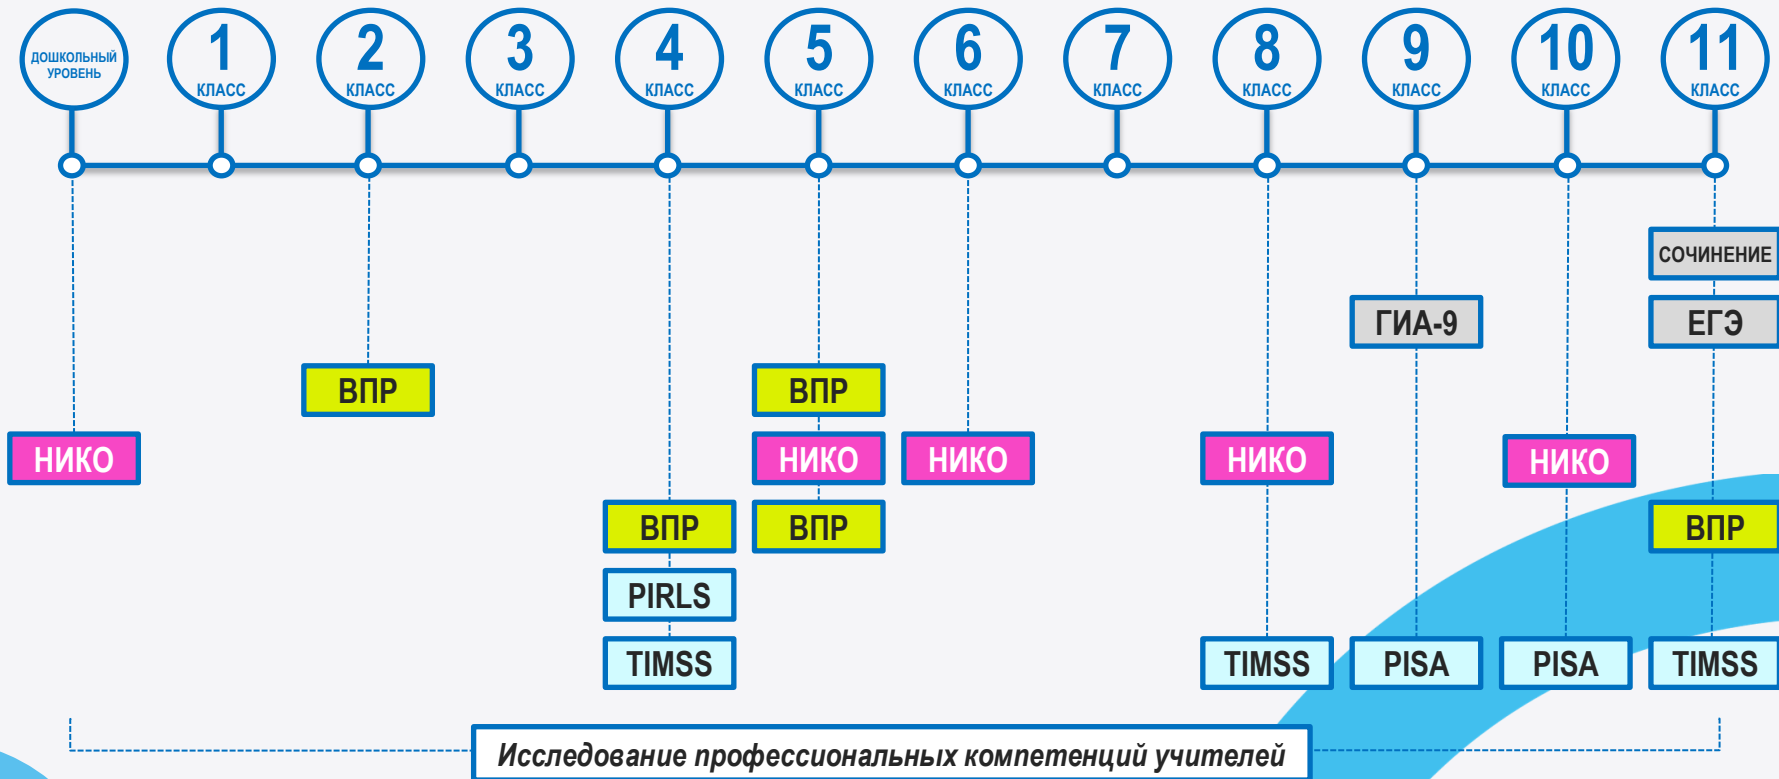 ДОШКОЛЬНЫЙ
УРОВЕНЬ
1
КЛАСС
2
КЛАСС
3
КЛАСС
4
КЛАСС
5
КЛАСС
6
КЛАСС
7
КЛАСС
8
КЛАСС
9
КЛАСС
10
КЛАСС
11
КЛАСС
СОЧИНЕНИЕ
ГИА-9
ЕГЭ
ВПР
ВПР
НИКО
НИКО
НИКО
НИКО
НИКО
ВПР
ВПР
ВПР
PIRLS
TIMSS
TIMSS
PISA
PISA
TIMSS
Исследование профессиональных компетенций учителей